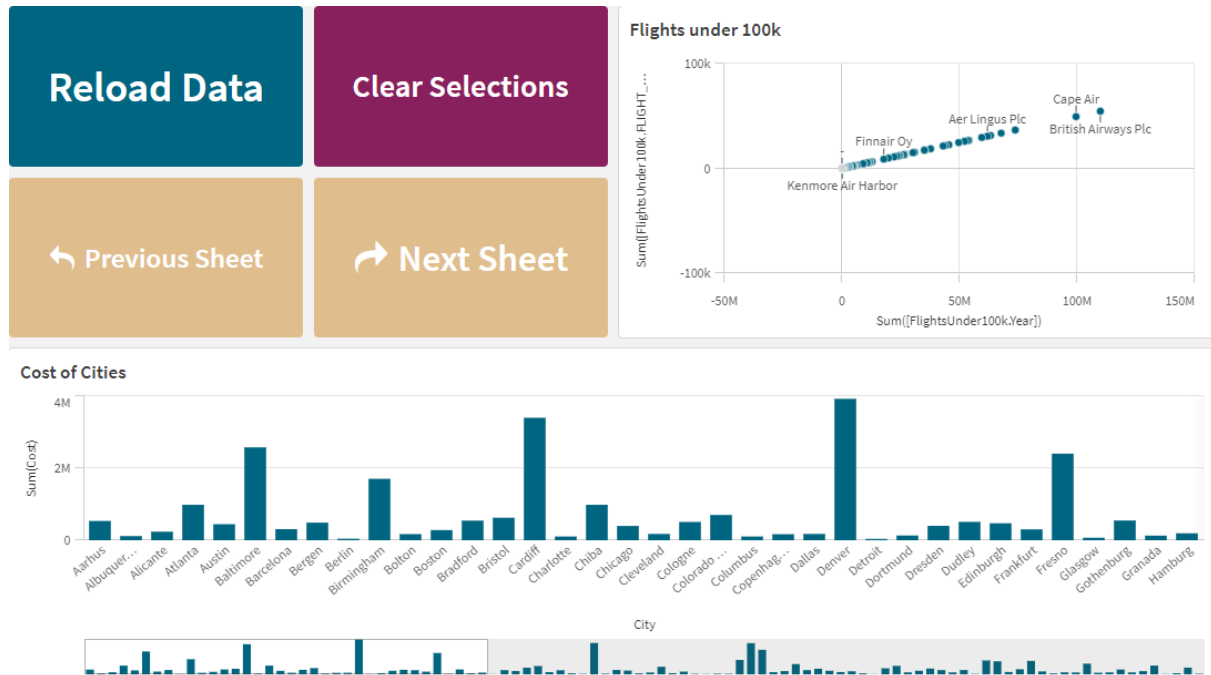 Reload Data
Clear Selections
Previous Sheet
Next Sheet
Flights under 100k
Sum([FlightsUnder100k.FLIGHT_...
100k
0
-100k
Cape Air
British Airways Plc
Aer Lingus Plc
Finnair Oy
Kenmore Air Harbor
-50M 0 50M 100M 150M
Sum([FlightsUnder100k.Year])
Cost of Cities
Sum(Cost)
4M
2M
0
Aarhus
Albuquer...
Alicante
Atlanta
Austin
Baltimore
Barcelona
Bergen
Berlin
Birmingham
Bolton
Boston
Bradford
Bristol
Cardiff
Charlotte
Chiba
Chicago
Cleveland
Cologne
Colorado ...
Columbus
Copenhag...
Dallas
Denver
Detroit
Dortmund
Dresden
Dudley
Edinburgh
Frankfurt
Fresno
Glasgow
Gothenburg
Granada
Hamburg
City